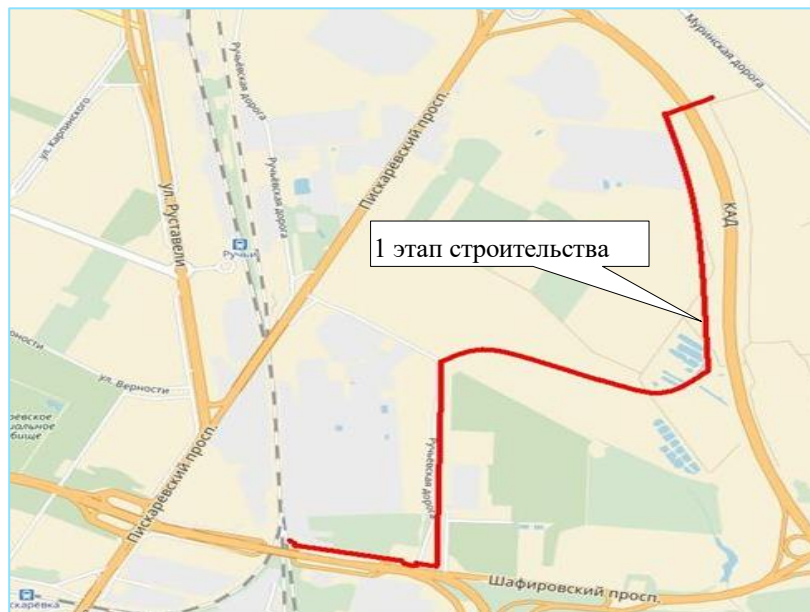 Муринская дорога
Ручьёвская дорога
ул. Карпинского
Пискарёвский просп.
Ручьёвская дорога
ул. Руставели
КАД
1 этап строительства
Ручьи
ул. Верности
Пискарёвский просп.
Ручьёвская дорога
Шафировский просп.